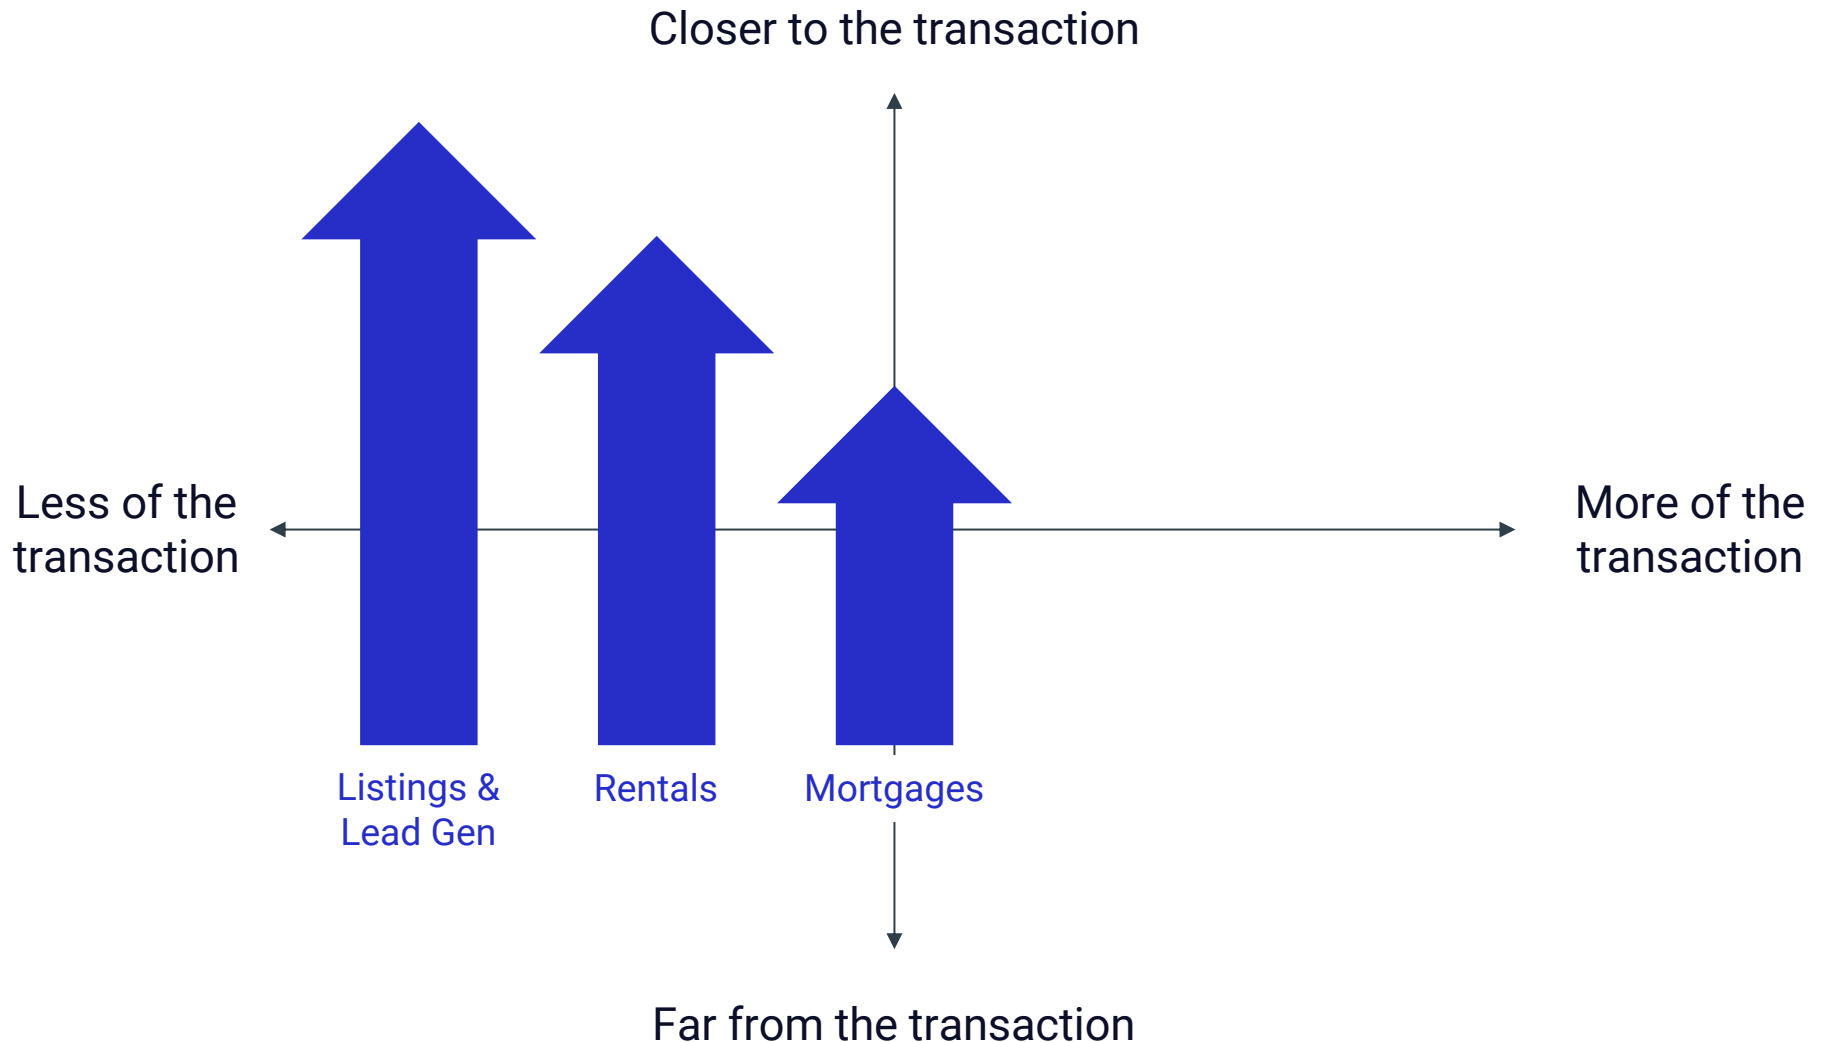 Closer to the transaction
Less of the
transaction
More of the
transaction
Listings &
Lead Gen
Rentals
Mortgages
Far from the transaction